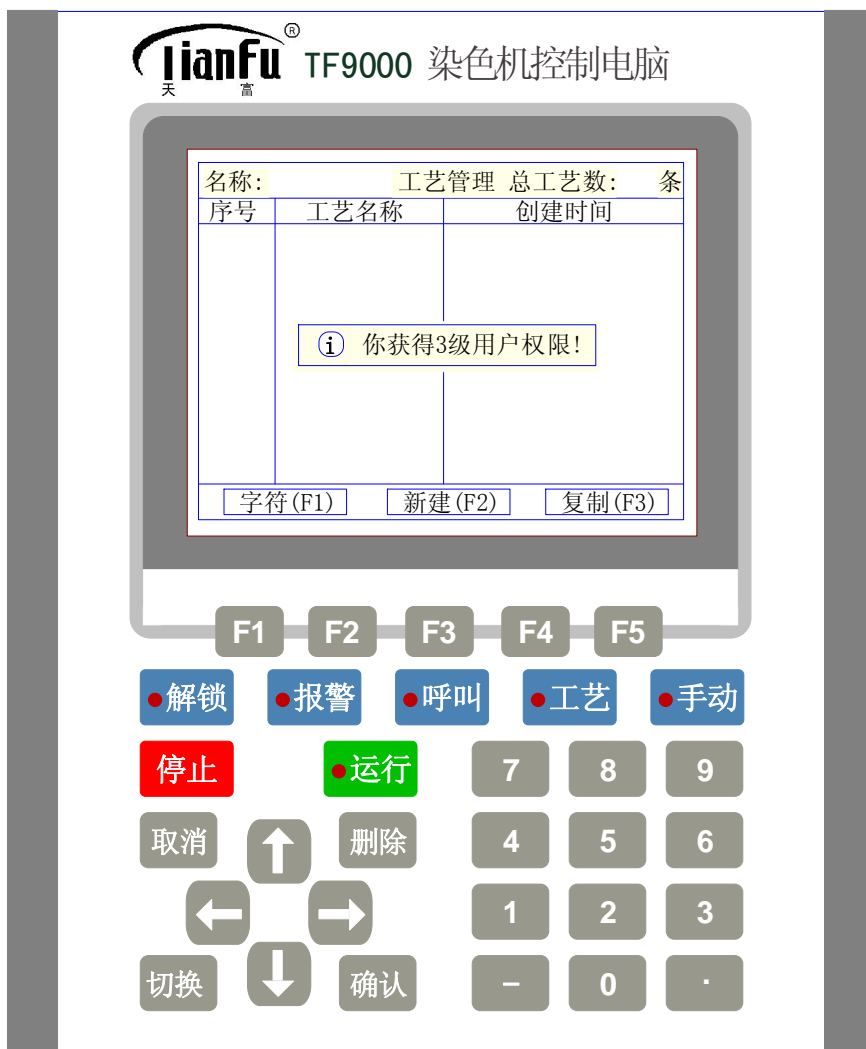 TianFu® TF9000 染色机控制电脑
天 富
名称: 工艺管理 总工艺数: 条
序号 工艺名称 创建时间
i 你获得3级用户权限!
字符(F1) 新建(F2) 复制(F3)
F1 F2 F3 F4 F5
解锁 报警 呼叫 工艺 手动
停止 运行 7 8 9
取消 删除 4 5 6
1 2 3
切换 确认 － 0 ·